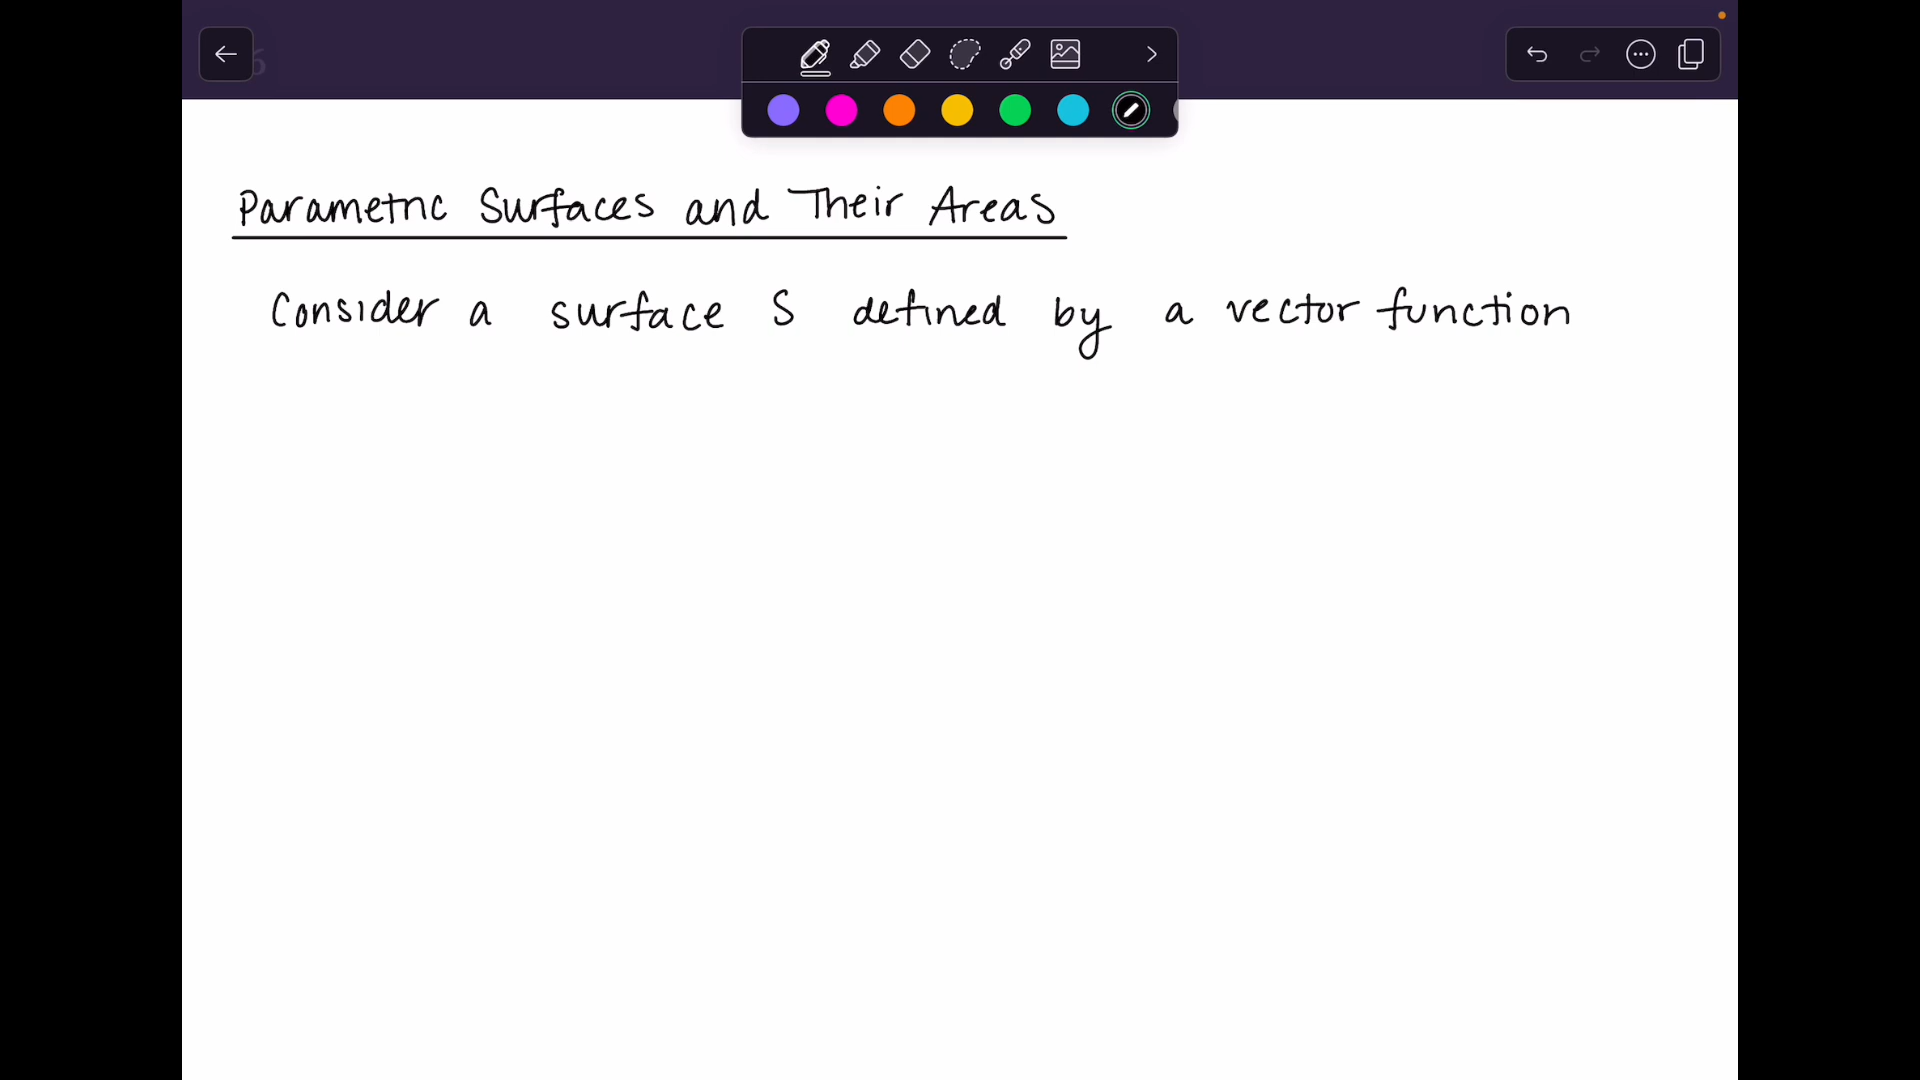 Parametric Surfaces and Their Areas
Consider a surface S defined by a vector function